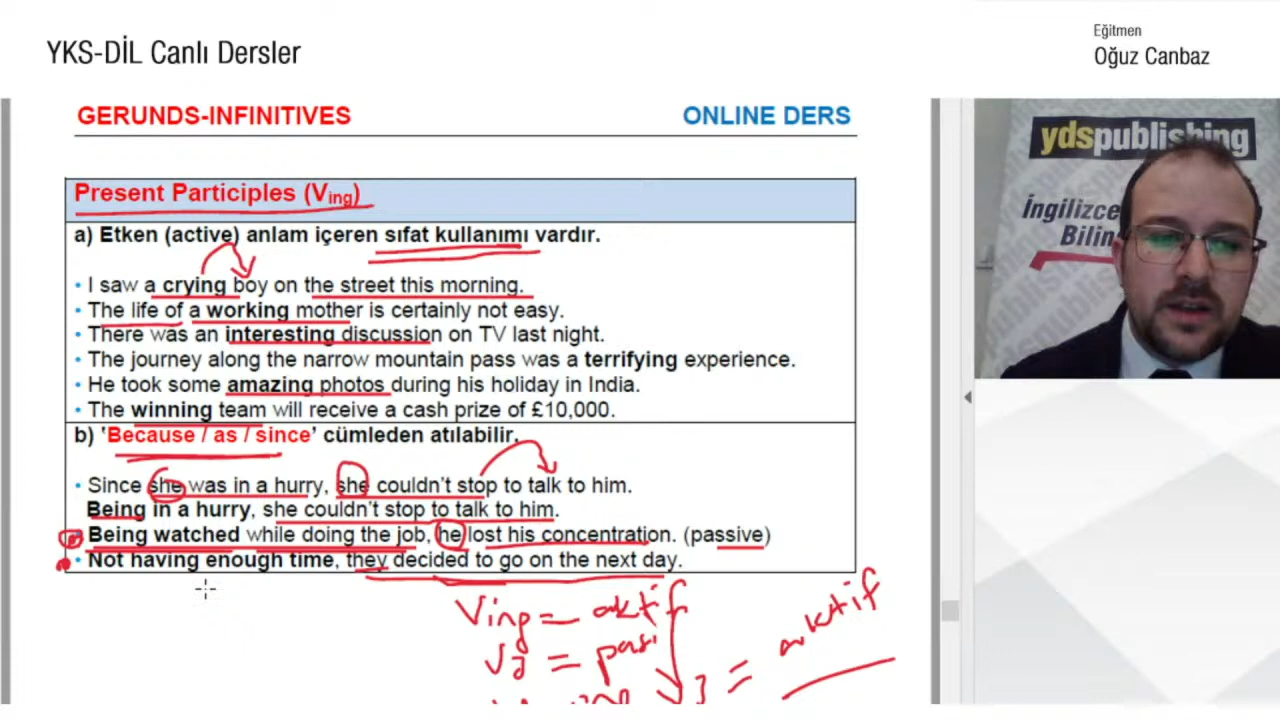 YKS-DİL Canlı Dersler
Eğitmen
Oğuz Canbaz
GERUNDS-INFINITIVES ONLINE DERS
Present Participles (Ving)
a) Etken (active) anlam içeren sıfat kullanımı vardır.
• I saw a crying boy on the street this morning.
• The life of a working mother is certainly not easy.
• There was an interesting discussion on TV last night.
• The journey along the narrow mountain pass was a terrifying experience.
• He took some amazing photos during his holiday in India.
• The winning team will receive a cash prize of £10,000.
b) 'Because / as / since' cümleden atılabilir.
• Since she was in a hurry, she couldn't stop to talk to him.
Being in a hurry, she couldn't stop to talk to him.
• Being watched while doing the job, he lost his concentration. (passive)
• Not having enough time, they decided to go on the next day.
Ving = aktif
V3 = pasif
V3 = aktif
ydspublishing
İngilizce
Bilin